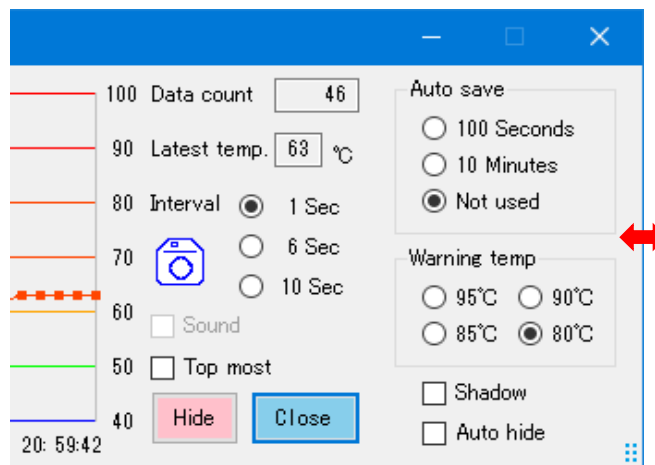 100 Data count 46
90 Latest temp. 63 ℃
80 Interval 1 Sec
70 6 Sec
10 Sec
60 Sound
50 Top most
40 Hide Close
20: 59:42
Auto save
100 Seconds
10 Minutes
Not used
Warning temp
95℃ 90℃
85℃ 80℃
Shadow
Auto hide